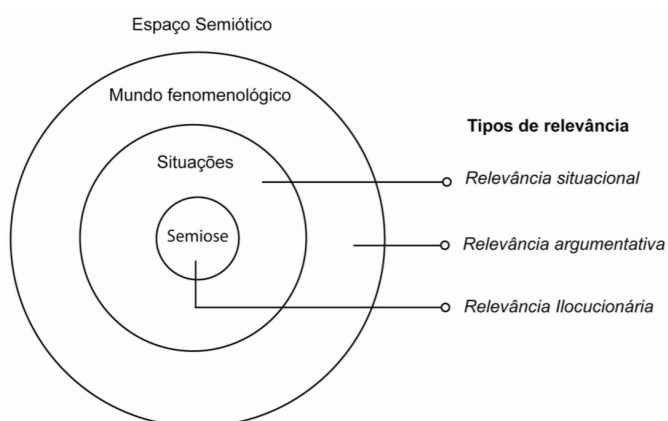 Espaço Semiótico
Mundo fenomenológico
Tipos de relevância
Situações
Relevância situacional
Semiose
Relevância argumentativa
Relevância Ilocucionária